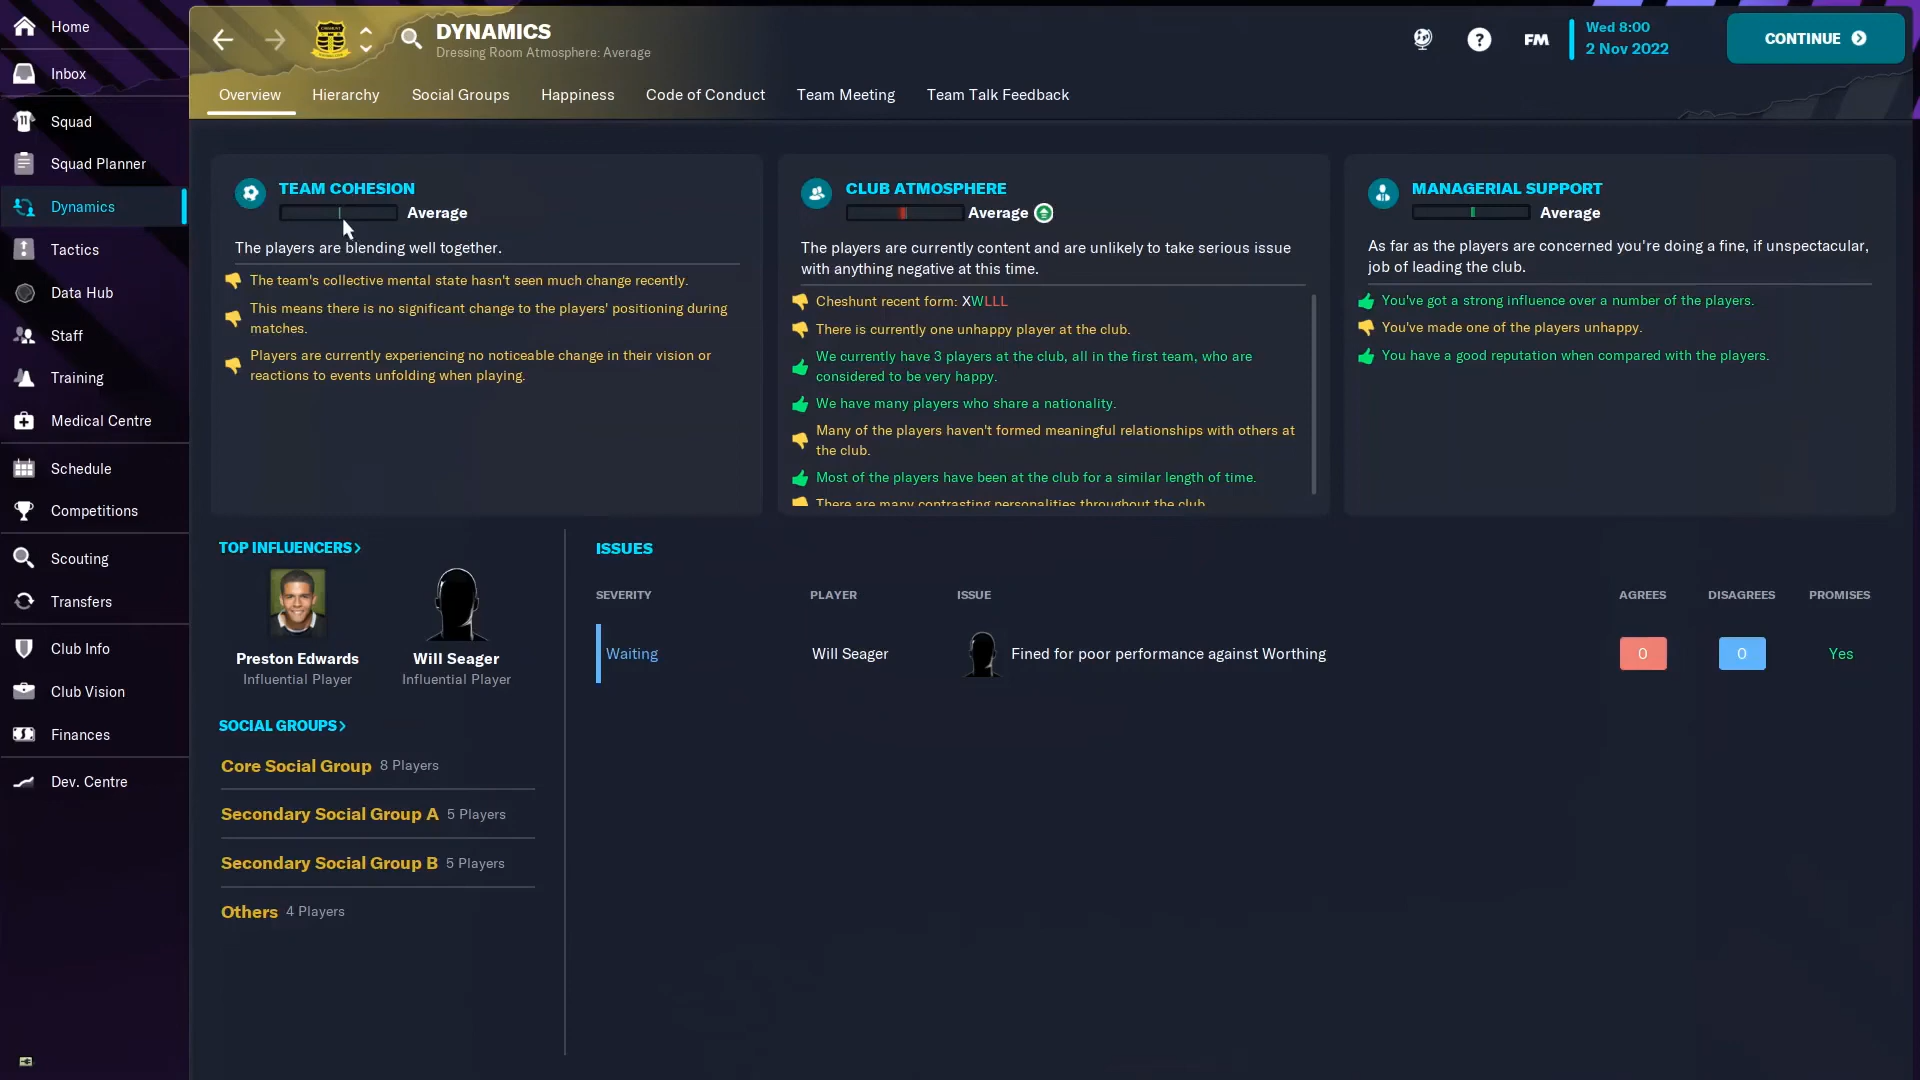 Home
Inbox
Squad
Squad Planner
Dynamics
Tactics
Data Hub
Staff
Training
Medical Centre
Schedule
Competitions
Scouting
Transfers
Club Info
Club Vision
Finances
Dev. Centre
DYNAMICS
Dressing Room Atmosphere: Average
FM
Wed 8:00
2 Nov 2022
CONTINUE
Overview Hierarchy Social Groups Happiness Code of Conduct Team Meeting Team Talk Feedback
TEAM COHESION
Average
The players are blending well together.
The team's collective mental state hasn't seen much change recently.
This means there is no significant change to the players' positioning during
matches.
Players are currently experiencing no noticeable change in their vision or
reactions to events unfolding when playing.
CLUB ATMOSPHERE
Average
The players are currently content and are unlikely to take serious issue
with anything negative at this time.
Cheshunt recent form: XWLLL
There is currently one unhappy player at the club.
We currently have 3 players at the club, all in the first team, who are
considered to be very happy.
We have many players who share a nationality.
Many of the players haven't formed meaningful relationships with others at
the club.
Most of the players have been at the club for a similar length of time.
There are many contrasting personalities throughout the club
MANAGERIAL SUPPORT
Average
As far as the players are concerned you're doing a fine, if unspectacular,
job of leading the club.
You've got a strong influence over a number of the players.
You've made one of the players unhappy.
You have a good reputation when compared with the players.
TOP INFLUENCERS
Preston Edwards
Influential Player
Will Seager
Influential Player
SOCIAL GROUPS
Core Social Group 8 Players
Secondary Social Group A 5 Players
Secondary Social Group B 5 Players
Others 4 Players
ISSUES
SEVERITY PLAYER ISSUE AGREES DISAGREES PROMISES
Waiting Will Seager Fined for poor performance against Worthing 0 0 Yes